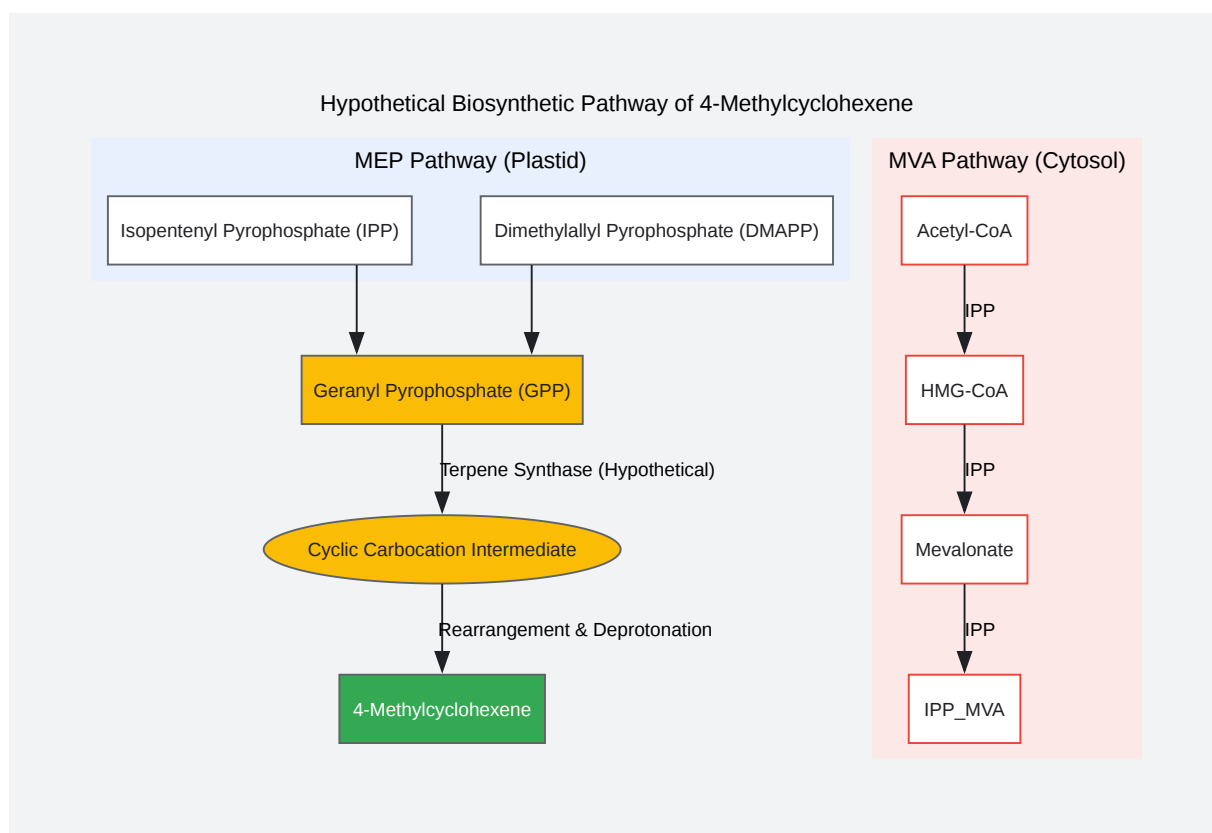 Hypothetical Biosynthetic Pathway of 4-Methylcyclohexene
MEP Pathway (Plastid)
Isopentenyl Pyrophosphate (IPP)
Dimethylallyl Pyrophosphate (DMAPP)
Geranyl Pyrophosphate (GPP)
Terpene Synthase (Hypothetical)
Cyclic Carbocation Intermediate
Rearrangement & Deprotonation
4-Methylcyclohexene
MVA Pathway (Cytosol)
Acetyl-CoA
IPP
HMG-CoA
IPP
Mevalonate
IPP
IPP_MVA